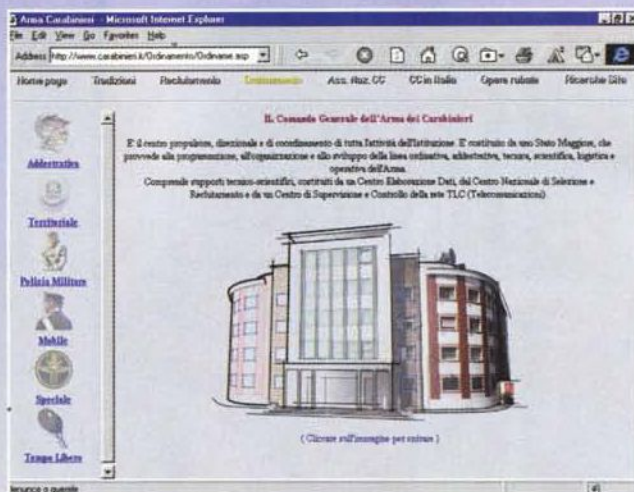 Arma Carabinieri - Microsoft Internet Explorer
File Edit View Go Favorites Help
Address http://www.carabinieri.it/Ordinamento/Ordiname.asp
Home page Tradizioni Reclutamento Ordinamento Ass. Naz. CC CC in Italia Opere rubate Ricerche Sito
IL Comando Generale dell'Arma dei Carabinieri
E' il centro propulsore, direzionale e di coordinamento di tutta l'attività dell'Istituzione. E' costituito da uno Stato Maggiore, che
provvede alla programmazione, all'organizzazione e allo sviluppo della linea ordinativa, addestrativa, tecnica, scientifica, logistica e
operativa dell'Arma.
Comprende supporti tecnico-scientifici, costituiti da un Centro Elaborazione Dati, dal Centro Nazionale di Selezione e
Reclutamento e da un Centro di Supervisione e Controllo della rete TLC (Telecomunicazioni).
Addestrativa
Territoriale
Polizia Militare
Mobile
Speciale
Tempo Libero
( Cliccare sull'immagine per entrare )
denunce o querele